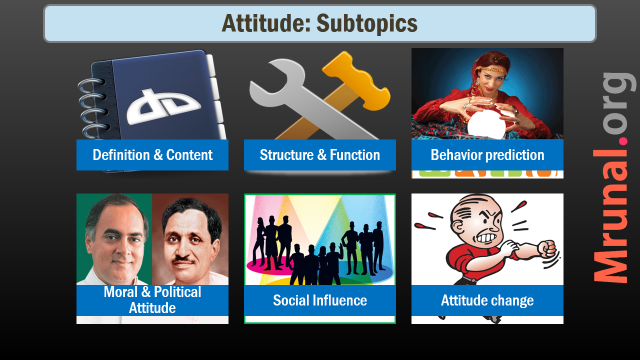 Attitude: Subtopics
Definition & Content
Structure & Function
Behavior prediction
Moral & Political
Attitude
Social Influence
Attitude change
Mrunal.org